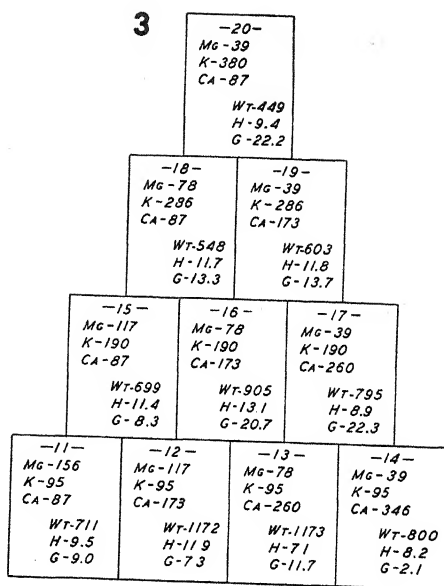 3
-20-
MG-39
K-380
CA-87
WT-449
H-9.4
G-22.2
-18-
MG-78
K-286
CA-87
WT-548
H-11.7
G-13.3
-19-
MG-39
K-286
CA-173
WT-603
H-11.8
G-13.7
-15-
MG-117
K-190
CA-87
WT-699
H-11.4
G-8.3
-16-
MG-78
K-190
CA-173
WT-905
H-13.1
G-20.7
-17-
MG-39
K-190
CA-260
WT-795
H-8.9
G-22.3
-11-
MG-156
K-95
CA-87
WT-711
H-9.5
G-9.0
-12-
MG-117
K-95
CA-173
WT-1172
H-11 9
G-7 3
-13-
MG-78
K-95
CA-260
WT-1173
H-7 1
G-11.7
-14-
MG-39
K-95
CA-346
WT-800
H-8.2
G-2.1